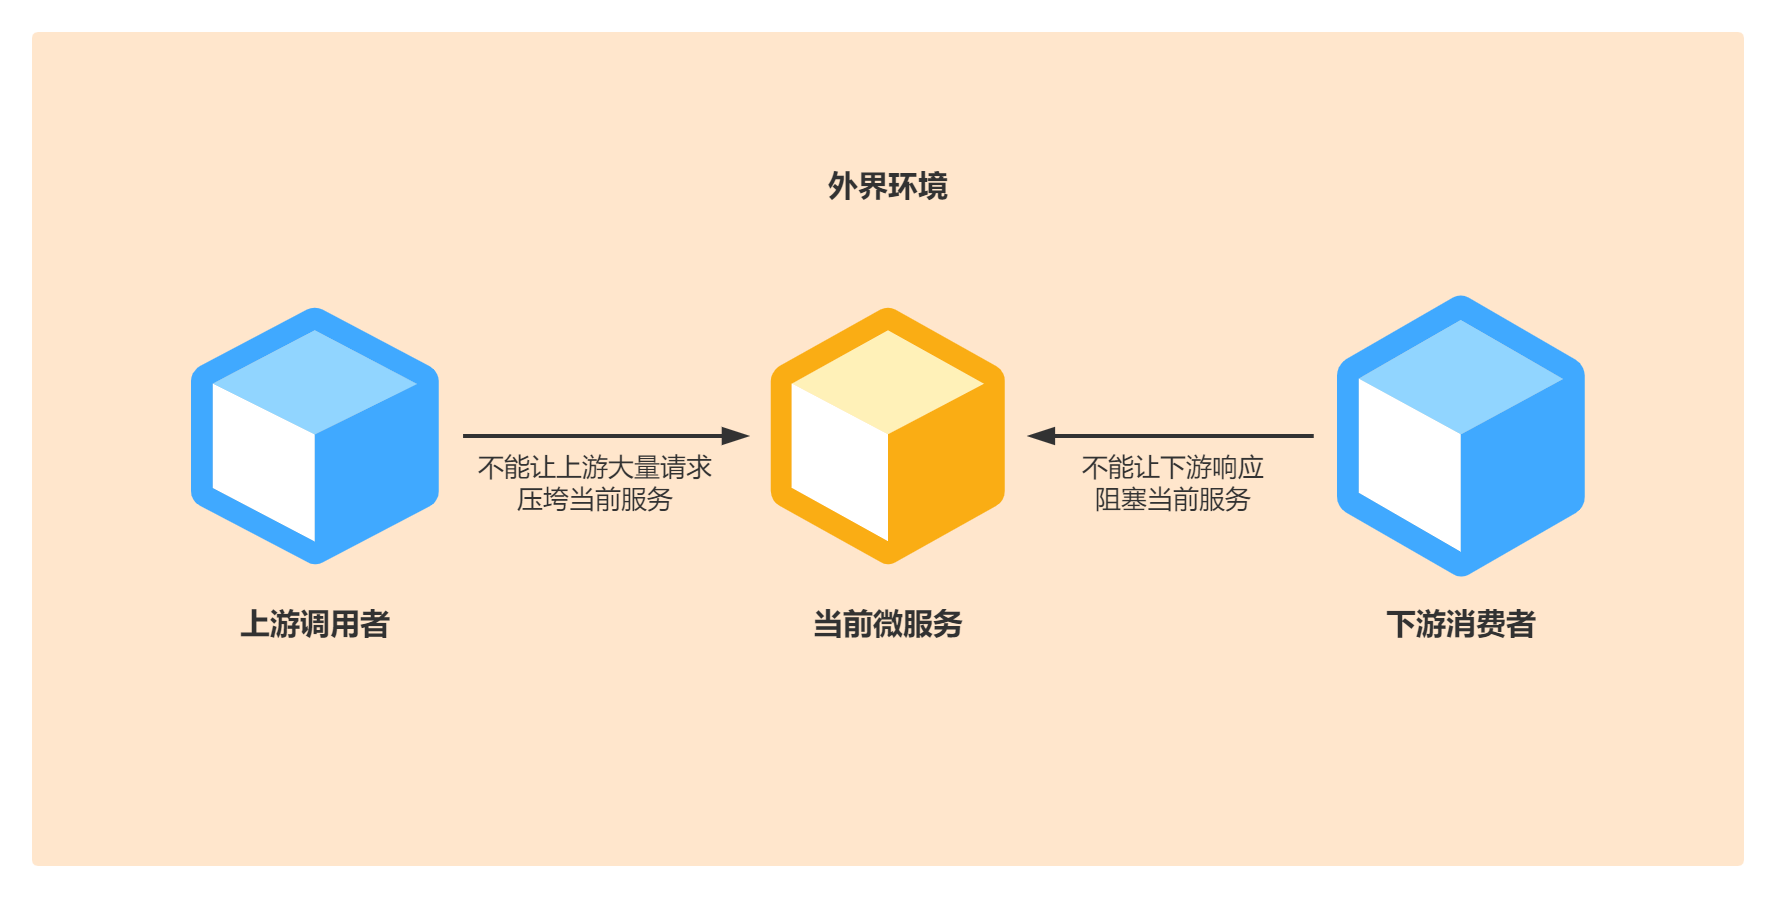 外界环境
不能让上游大量请求
压垮当前服务
不能让下游响应
阻塞当前服务
上游调用者
当前微服务
下游消费者